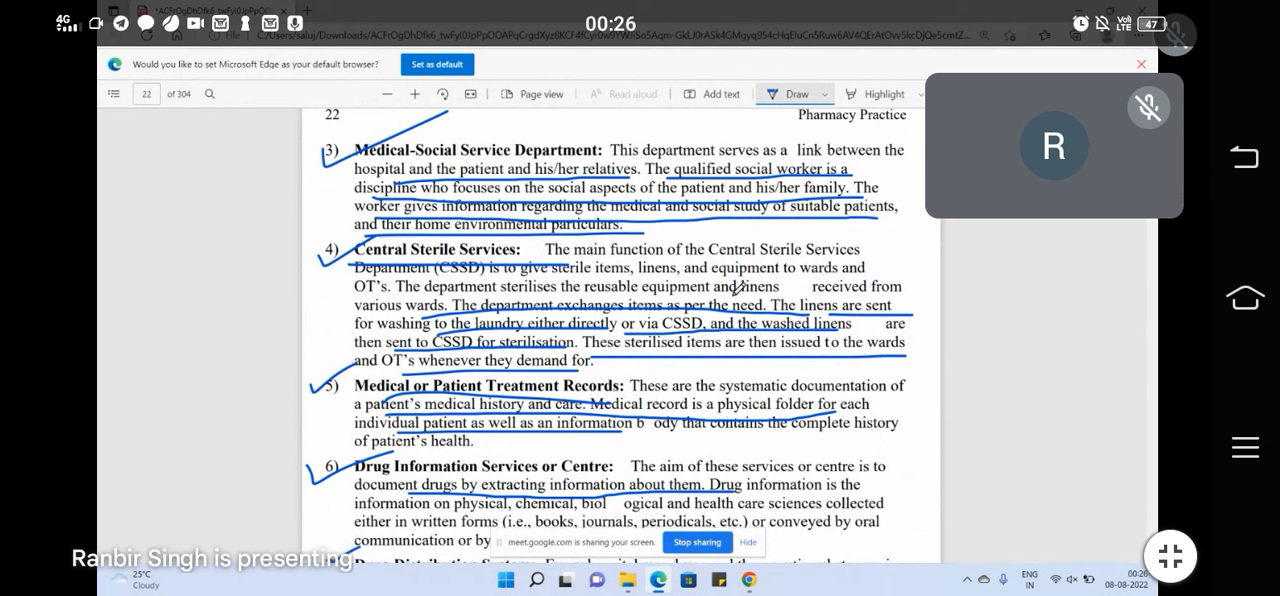 4G
00:26
VoI) LTE
47
Would you like to set Microsoft Edge as your default browser?
Set as default
22
of 304
Page view
Read aloud
Add text
Draw
Highlight
22
Pharmacy Practice
3) Medical-Social Service Department: This department serves as a link between the
hospital and the patient and his/her relatives. The qualified social worker is a
discipline who focuses on the social aspects of the patient and his/her family. The
worker gives information regarding the medical and social study of suitable patients,
and their home environmental particulars.
4) Central Sterile Services: The main function of the Central Sterile Services
Department (CSSD) is to give sterile items, linens, and equipment to wards and
OT's. The department sterilises the reusable equipment and linens received from
various wards. The department exchanges items as per the need. The linens are sent
for washing to the laundry either directly or via CSSD, and the washed linens are
then sent to CSSD for sterilisation. These sterilised items are then issued to the wards
and OT's whenever they demand for.
5) Medical or Patient Treatment Records: These are the systematic documentation of
a patient's medical history and care. Medical record is a physical folder for each
individual patient as well as an information b ody that contains the complete history
of patient's health.
6) Drug Information Services or Centre: The aim of these services or centre is to
document drugs by extracting information about them. Drug information is the
information on physical, chemical, biol ogical and health care sciences collected
either in written forms (i.e., books, journals, periodicals, etc.) or conveyed by oral
communication or by
R
meet.google.com is sharing your screen.
Stop sharing
Hide
Ranbir Singh is presenting
25°C
Cloudy
ENG
IN
00:26
08-08-2022